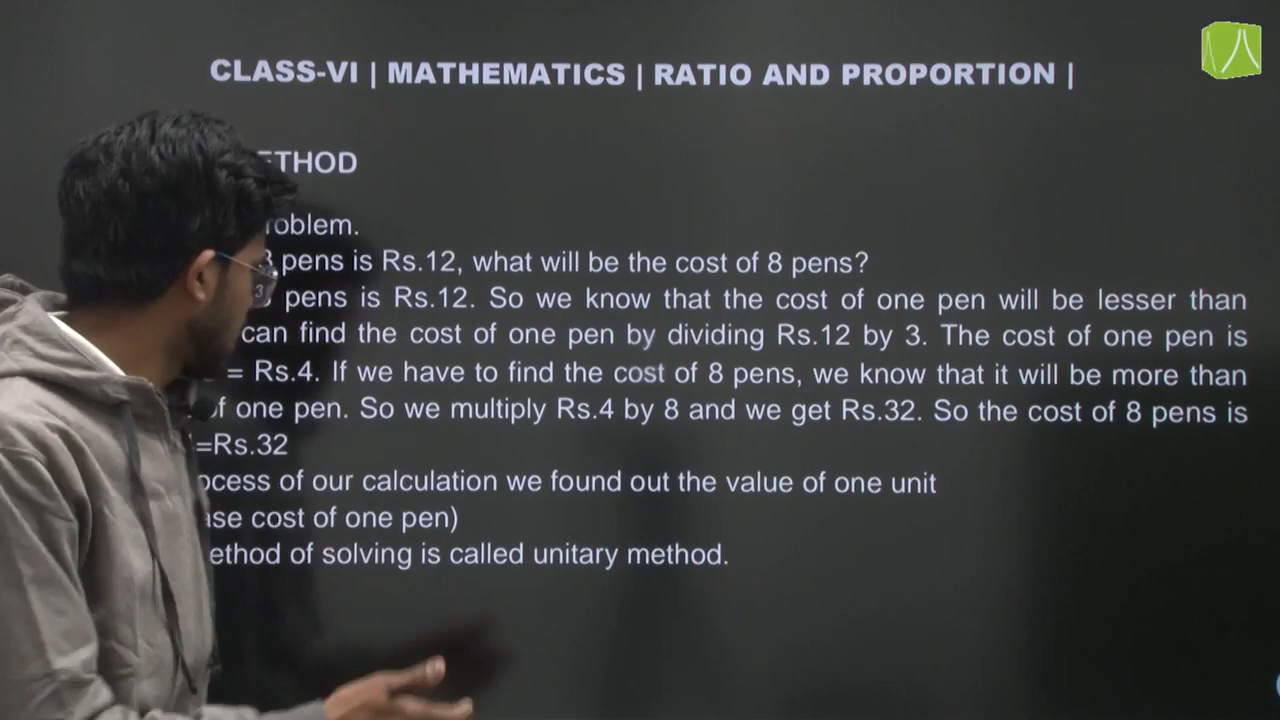 CLASS-VI | MATHEMATICS | RATIO AND PROPORTION |
ETHOD
roblem.
3 pens is Rs.12, what will be the cost of 8 pens?
pens is Rs.12. So we know that the cost of one pen will be lesser than
can find the cost of one pen by dividing Rs.12 by 3. The cost of one pen is
= Rs.4. If we have to find the cost of 8 pens, we know that it will be more than
of one pen. So we multiply Rs.4 by 8 and we get Rs.32. So the cost of 8 pens is
=Rs.32
ocess of our calculation we found out the value of one unit
ase cost of one pen)
ethod of solving is called unitary method.